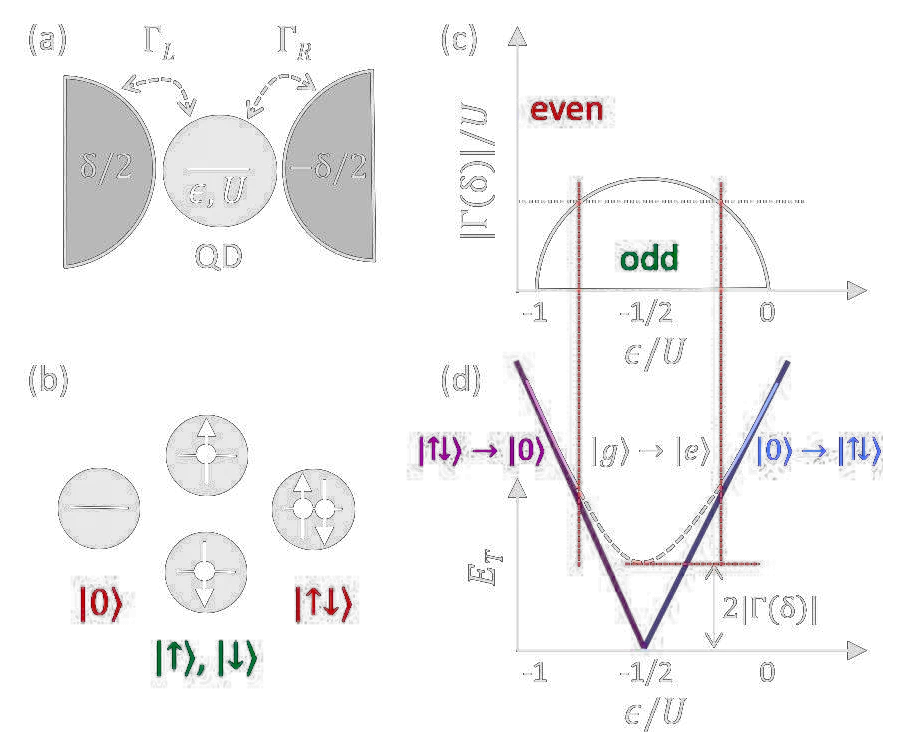 (a)
Γ_L Γ_R
δ/2
ϵ, U
−δ/2
QD
(b)
|0⟩
|↑⟩, |↓⟩
|↑↓⟩
(c)
|Γ(δ)|/U
even
odd
-1 -1/2 0
ϵ/U
(d)
|↑↓⟩ → |0⟩
|g⟩ → |e⟩
|0⟩ → |↑↓⟩
E_T
2|Γ(δ)|
-1 -1/2 0
ϵ/U